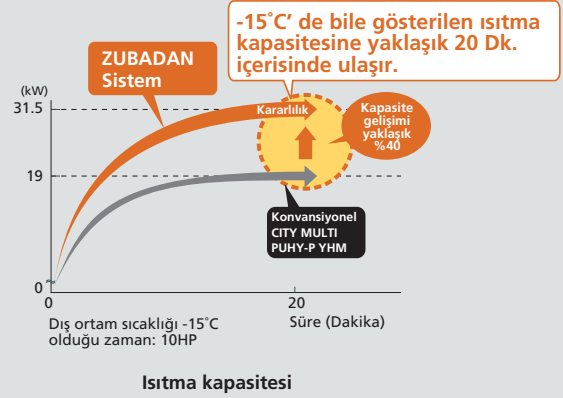 -15˚C’ de bile gösterilen ısıtma
kapasitesine yaklaşık 20 Dk.
içerisinde ulaşır.
ZUBADAN
Sistem
(kW)
31.5
Kararlılık
Kapasite
gelişimi
yaklaşık
%40
19
Konvansiyonel
CITY MULTI
PUHY-P YHM
0
0
20
Dış ortam sıcaklığı -15˚C
olduğu zaman: 10HP
Süre (Dakika)
Isıtma kapasitesi